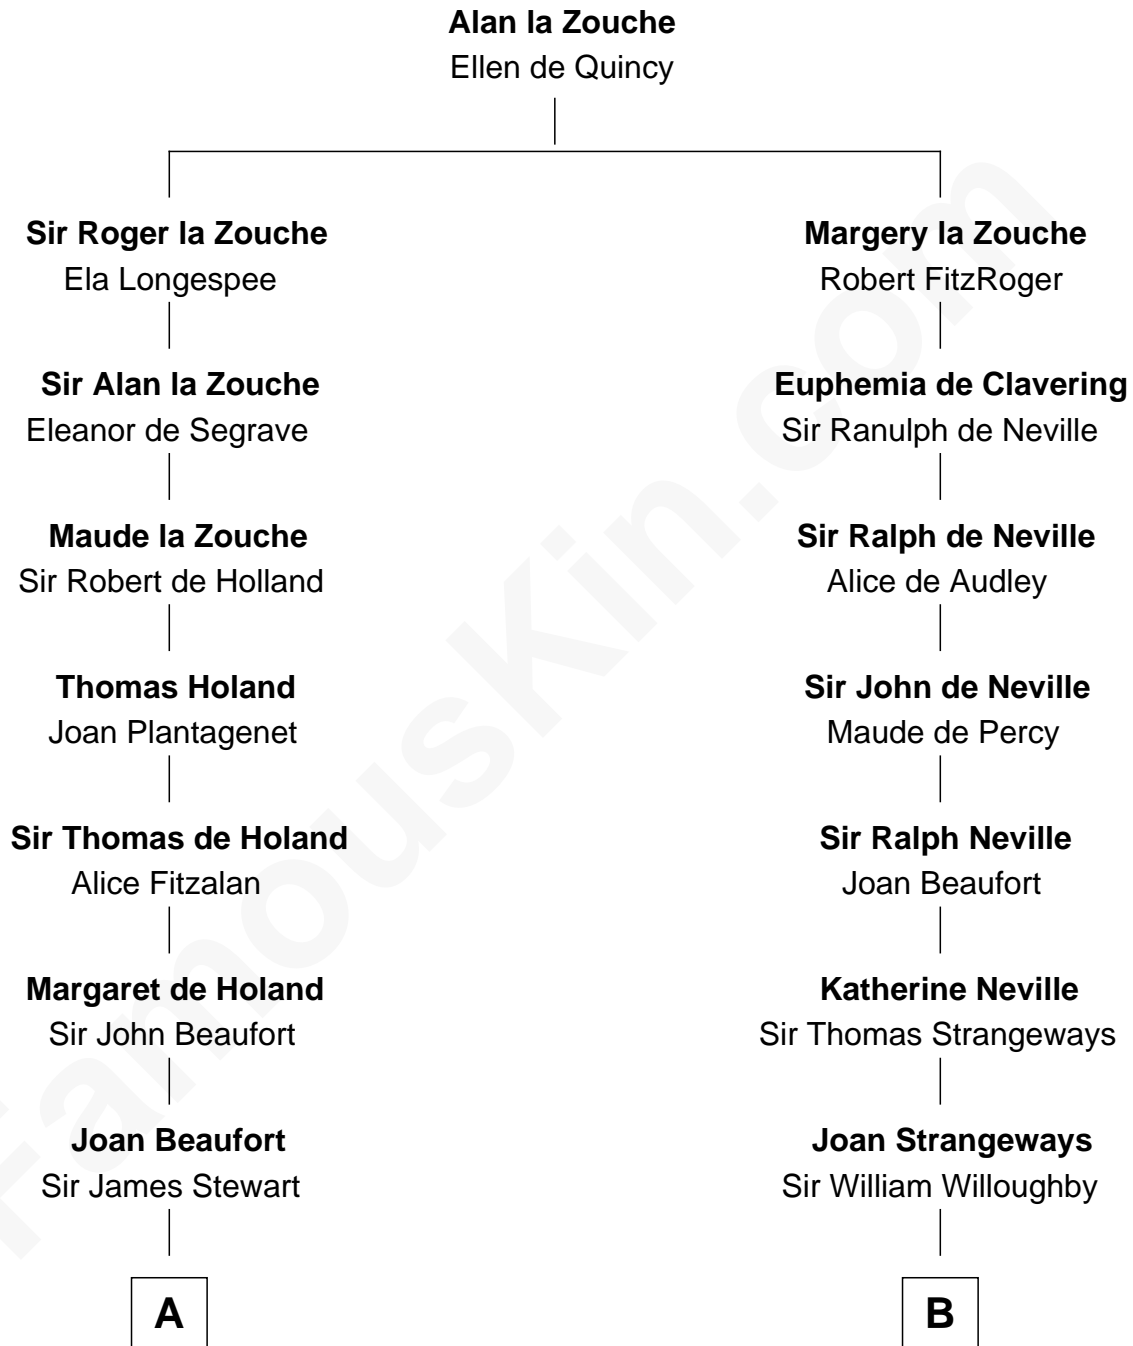 Alan la Zouche
Ellen de Quincy
Sir Roger la Zouche
Ela Longespee
Margery la Zouche
Robert FitzRoger
Sir Alan la Zouche
Eleanor de Segrave
Euphemia de Clavering
Sir Ranulph de Neville
Maude la Zouche
Sir Robert de Holland
Sir Ralph de Neville
Alice de Audley
Thomas Holand
Joan Plantagenet
Sir John de Neville
Maude de Percy
Sir Thomas de Holand
Alice Fitzalan
Sir Ralph Neville
Joan Beaufort
Margaret de Holand
Sir John Beaufort
Katherine Neville
Sir Thomas Strangeways
Joan Beaufort
Sir James Stewart
Joan Strangeways
Sir William Willoughby
A
B
FamousKin.com